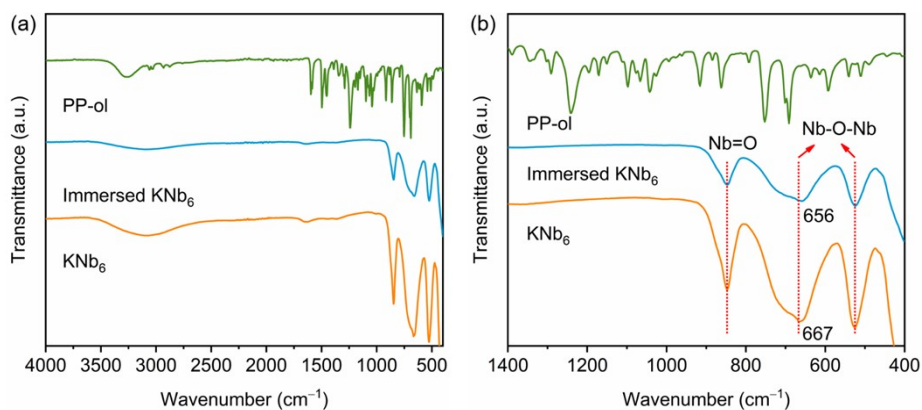 (a)
Transmittance (a.u.)
PP-ol
Immersed KNb₆
KNb₆
4000 3500 3000 2500 2000 1500 1000 500
Wavenumber (cm⁻¹)
(b)
Transmittance (a.u.)
PP-ol
Nb=O
Nb-O-Nb
Immersed KNb₆
656
KNb₆
667
1400 1200 1000 800 600 400
Wavenumber (cm⁻¹)